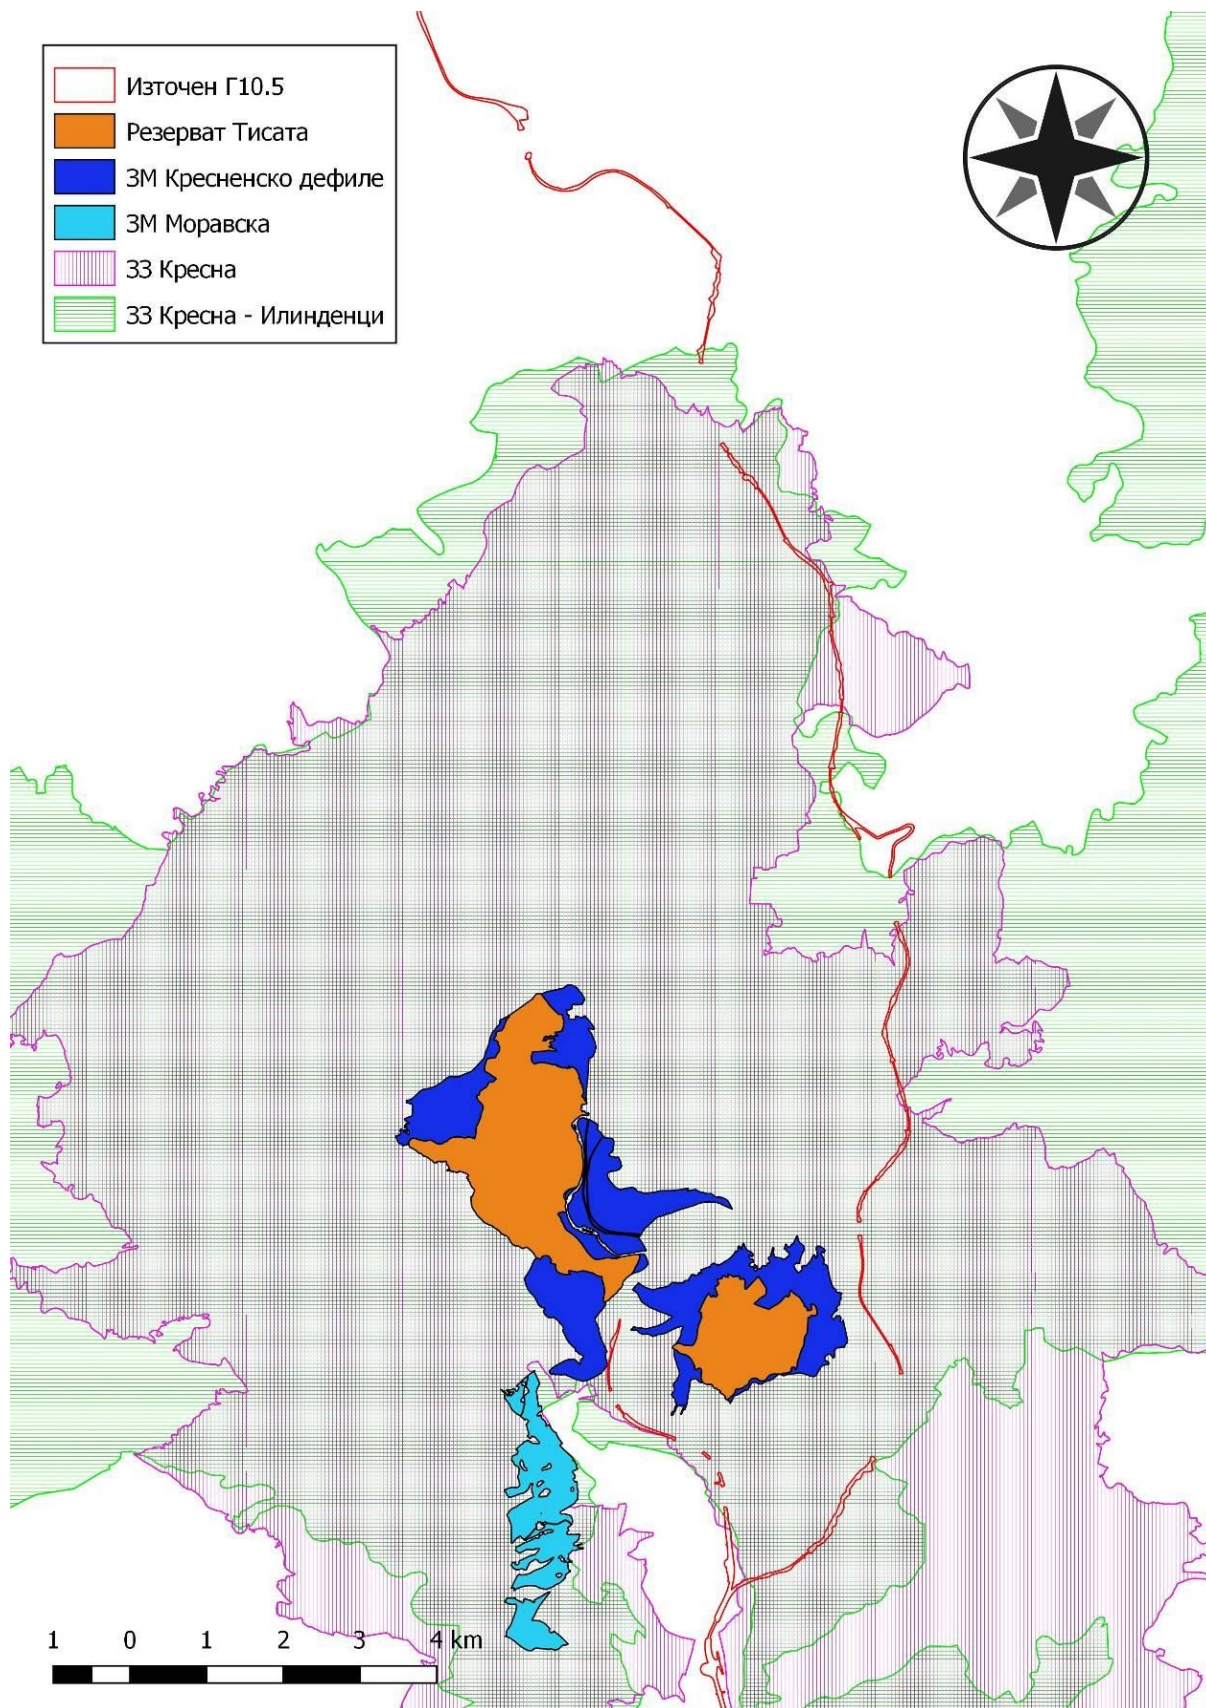 Източен Г10.5
Резерват Тисата
ЗМ Кресненско дефиле
ЗМ Моравска
ЗЗ Кресна
ЗЗ Кресна - Илинденци
1 0 1 2 3 4 km